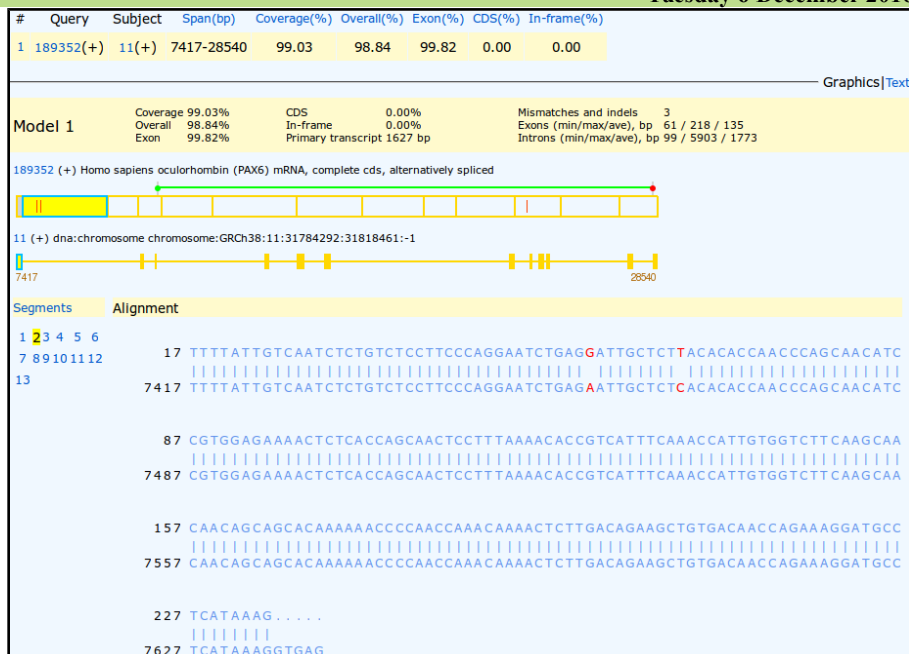 Tuesday 6 December
# Query Subject Span(bp) Coverage(%) Overall(%) Exon(%) CDS(%) In-frame(%)
1 189352(+) 11(+) 7417-28540 99.03 98.84 99.82 0.00 0.00
Graphics|Text
Model 1
Coverage 99.03% CDS 0.00% Mismatches and indels 3
Overall 98.84% In-frame 0.00% Exons (min/max/ave), bp 61 / 218 / 135
Exon 99.82% Primary transcript 1627 bp Introns (min/max/ave), bp 99 / 5903 / 1773
189352 (+) Homo sapiens oculorhombin (PAX6) mRNA, complete cds, alternatively spliced
11 (+) dna:chromosome chromosome:GRCh38:11:31784292:31818461:-1
7417 28540
Segments Alignment
1 2 3 4 5 6
7 8 9 10 11 12
13
17 TTTTATTGTCAATCTCTGTCTCCTTCCCAGGAATCTGAGGATTGCTCTTACACACCAACCCAGCAACATC
7417 TTTTATTGTCAATCTCTGTCTCCTTCCCAGGAATCTGAGAATTGCTCTCACACACCAACCCAGCAACATC
87 CGTGGAGAAAACTCTCACCAGCAACTCCTTTAAAACACCGTCATTTCAAACCATTGTGGTCTTCAAGCAA
7487 CGTGGAGAAAACTCTCACCAGCAACTCCTTTAAAACACCGTCATTTCAAACCATTGTGGTCTTCAAGCAA
157 CAACAGCAGCACAAAAAACCCCAACCAAACAAAACTCTTGACAGAAGCTGTGACAACCAGAAAGGATGCC
7557 CAACAGCAGCACAAAAAACCCCAACCAAACAAAACTCTTGACAGAAGCTGTGACAACCAGAAAGGATGCC
227 TCATAAAG.....
7627 TCATAAAGGTGAG